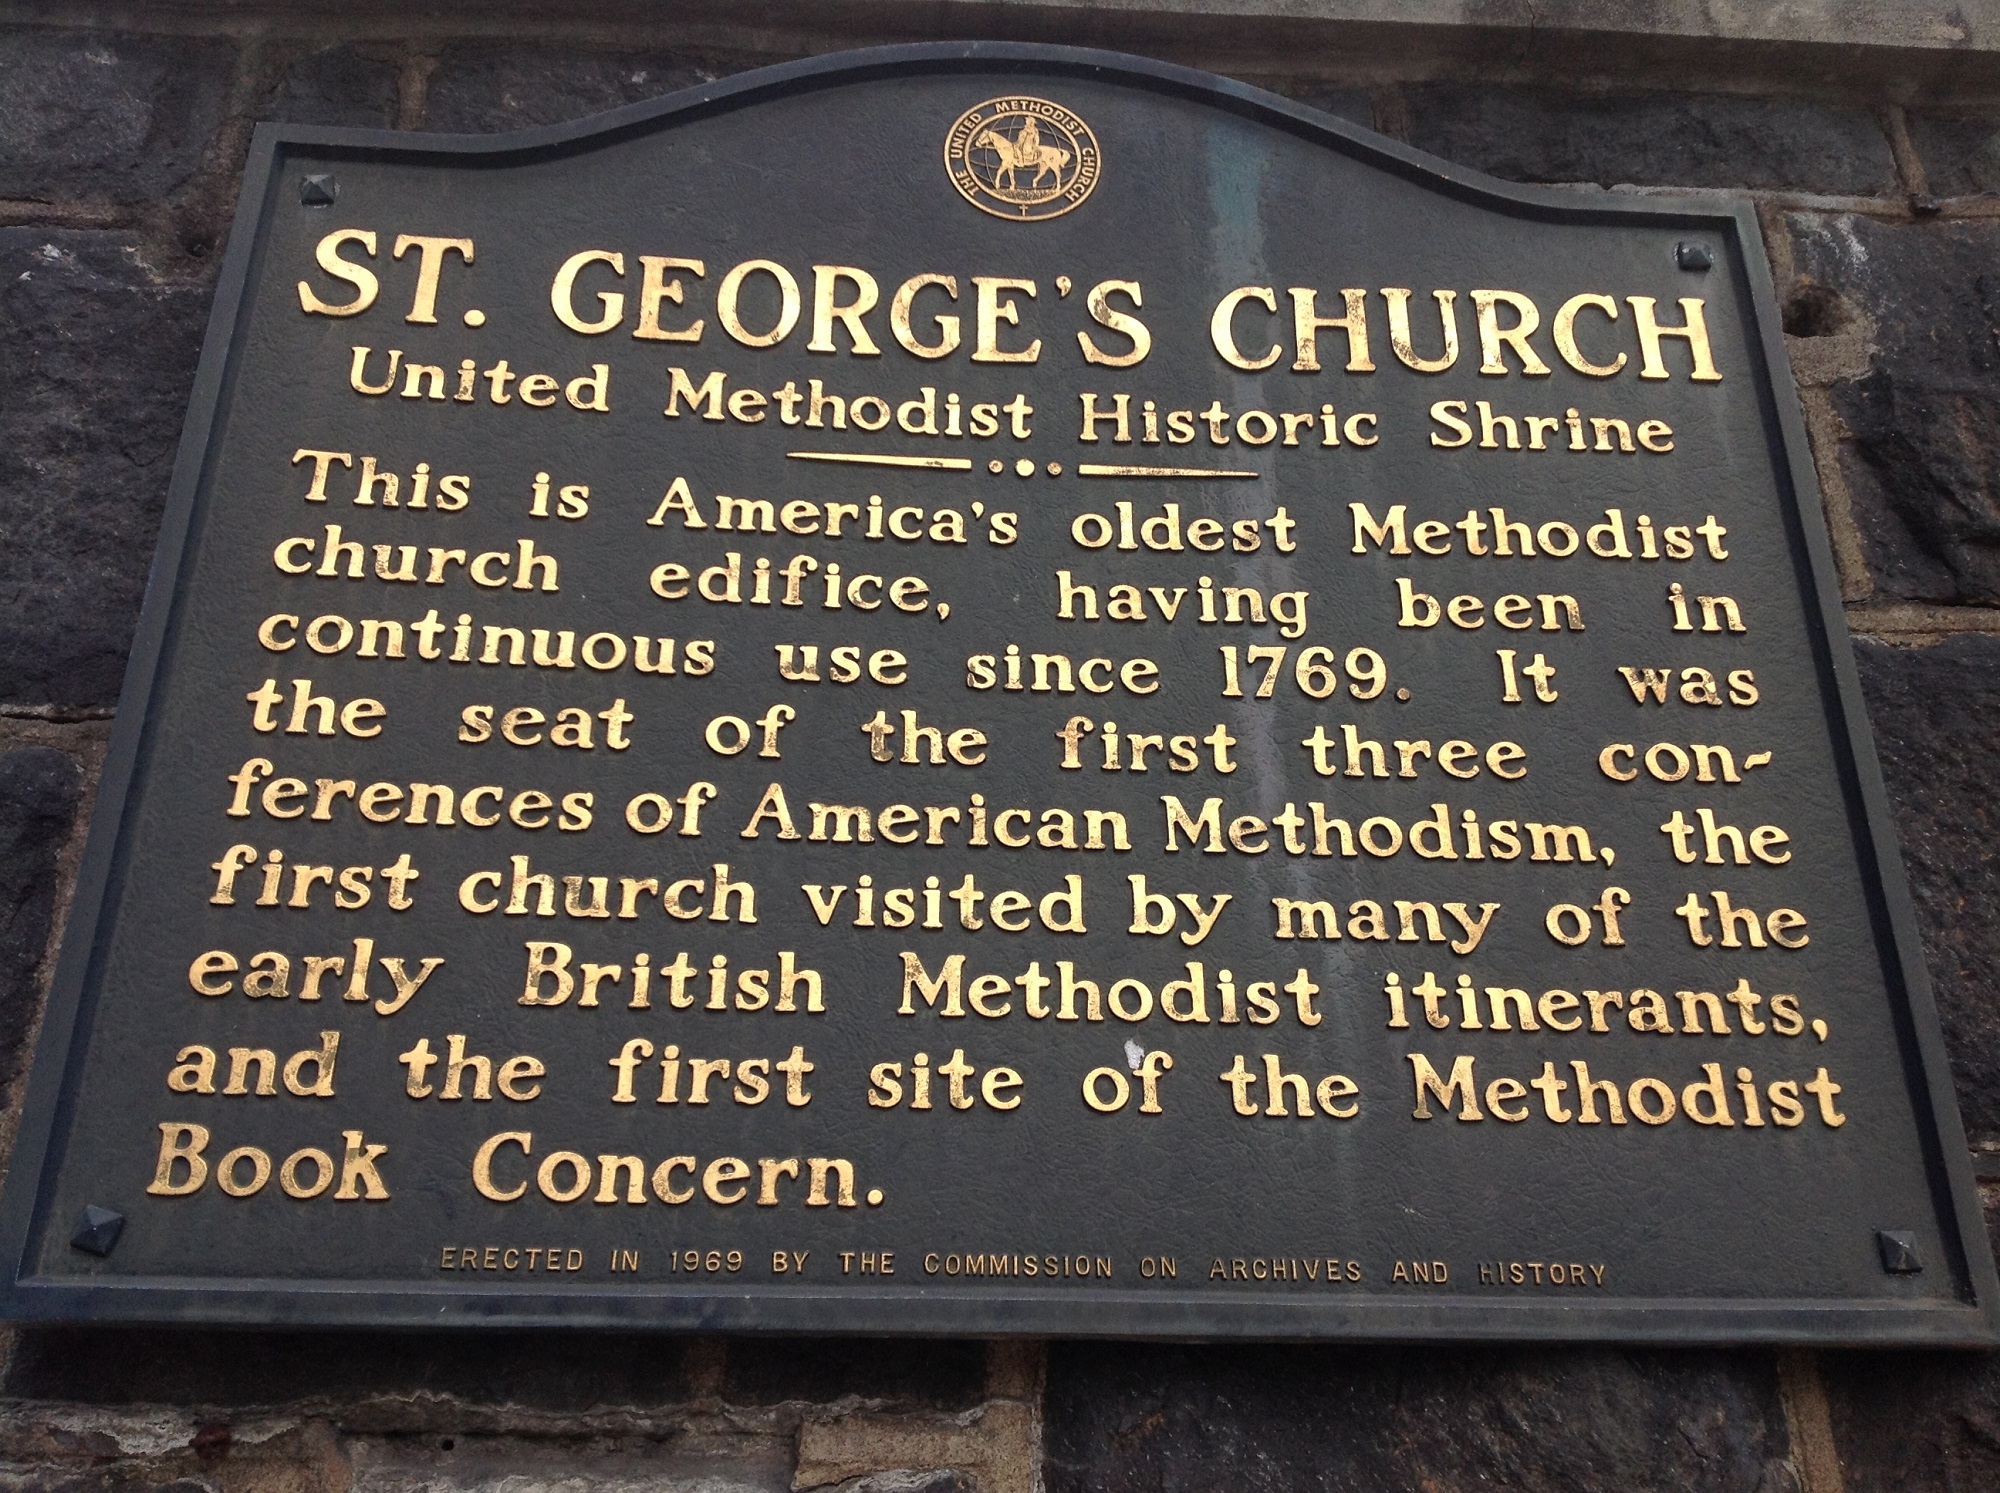 THE UNITED METHODIST CHURCH
ST. GEORGE'S CHURCH
United Methodist Historic Shrine
This is America's oldest Methodist
church edifice, having been in
continuous use since 1769. It was
the seat of the first three con-
ferences of American Methodism, the
first church visited by many of the
early British Methodist itinerants,
and the first site of the Methodist
Book Concern.
ERECTED IN 1969 BY THE COMMISSION ON ARCHIVES AND HISTORY